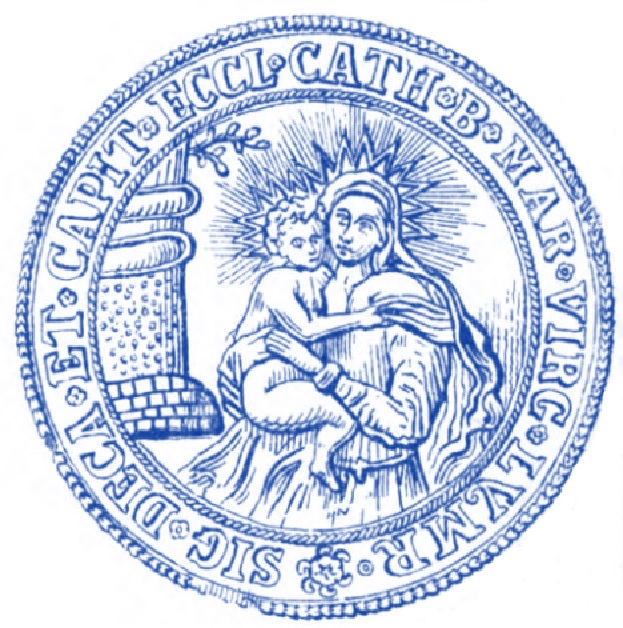 SIG · DECA · ET · CAPIT · ECCL · CATH · B · MAR · VIRG · LVMR ·